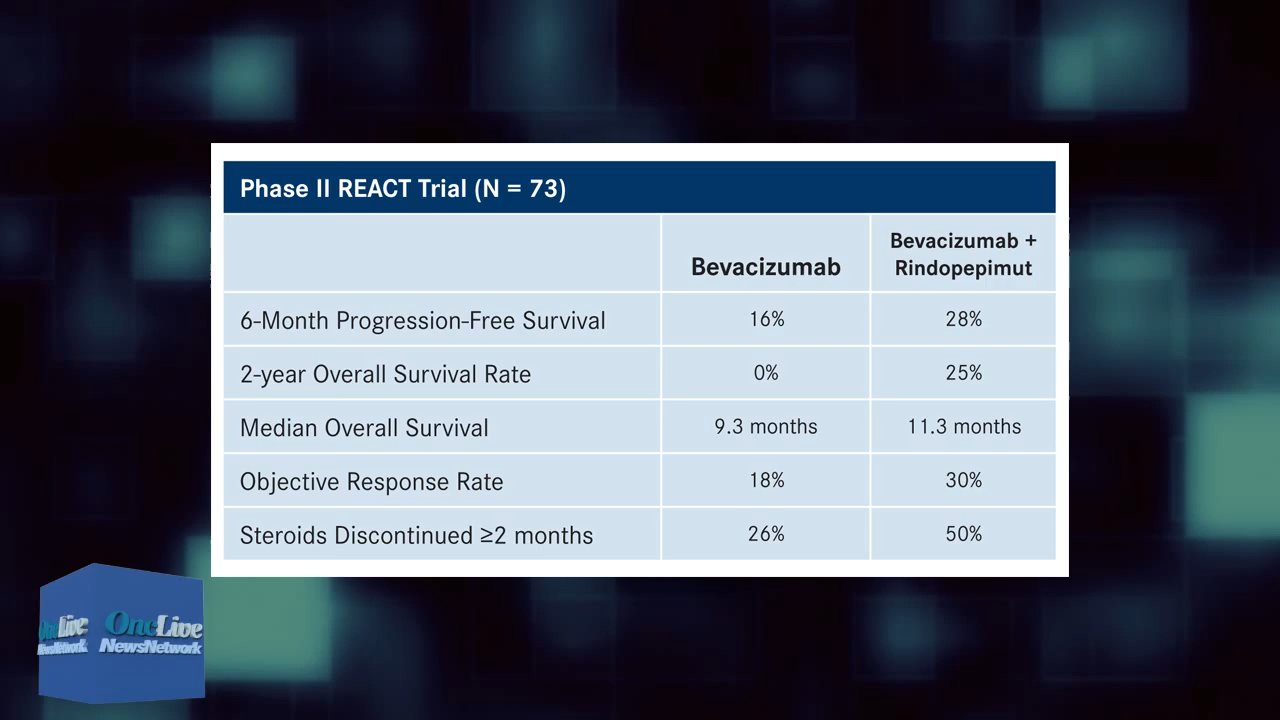 Phase II REACT Trial (N = 73)
Bevacizumab
Bevacizumab +
Rindopepimut
6-Month Progression-Free Survival 16% 28%
2-year Overall Survival Rate 0% 25%
Median Overall Survival 9.3 months 11.3 months
Objective Response Rate 18% 30%
Steroids Discontinued ≥2 months 26% 50%
OncLive
NewsNetwork
OncLive
NewsNetwork